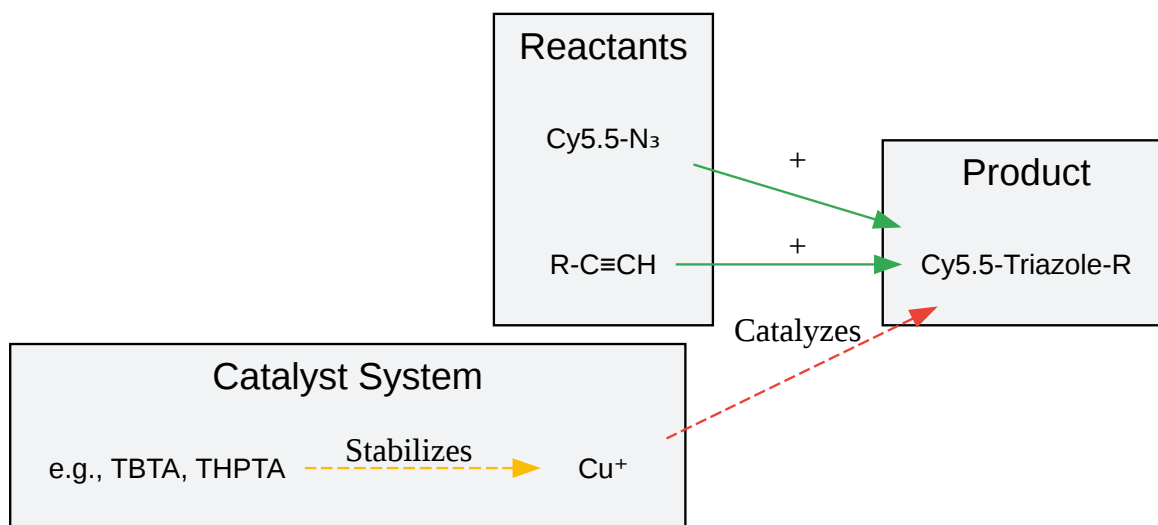 Reactants
Cy5.5-N₃
+
Product
R-C≡CH
+
Cy5.5-Triazole-R
Catalyzes
Catalyst System
e.g., TBTA, THPTA
Stabilizes
Cu⁺